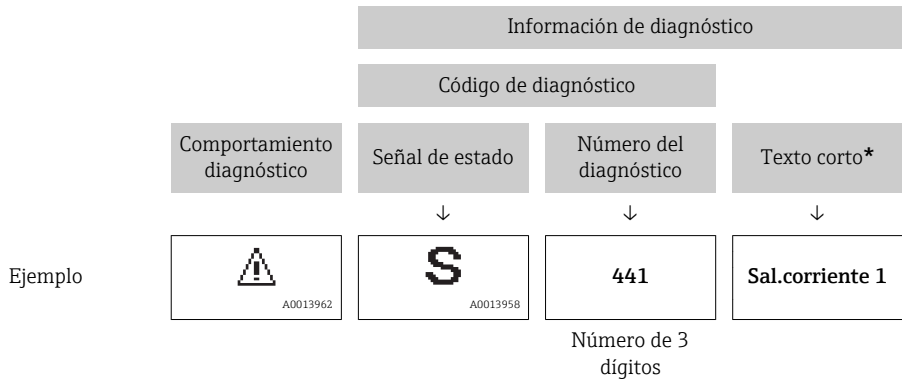 Información de diagnóstico
Código de diagnóstico
Comportamiento
diagnóstico
Señal de estado
Número del
diagnóstico
Texto corto*
↓ ↓ ↓
Ejemplo
A0013962
S
A0013958
441
Sal.corriente 1
Número de 3
dígitos